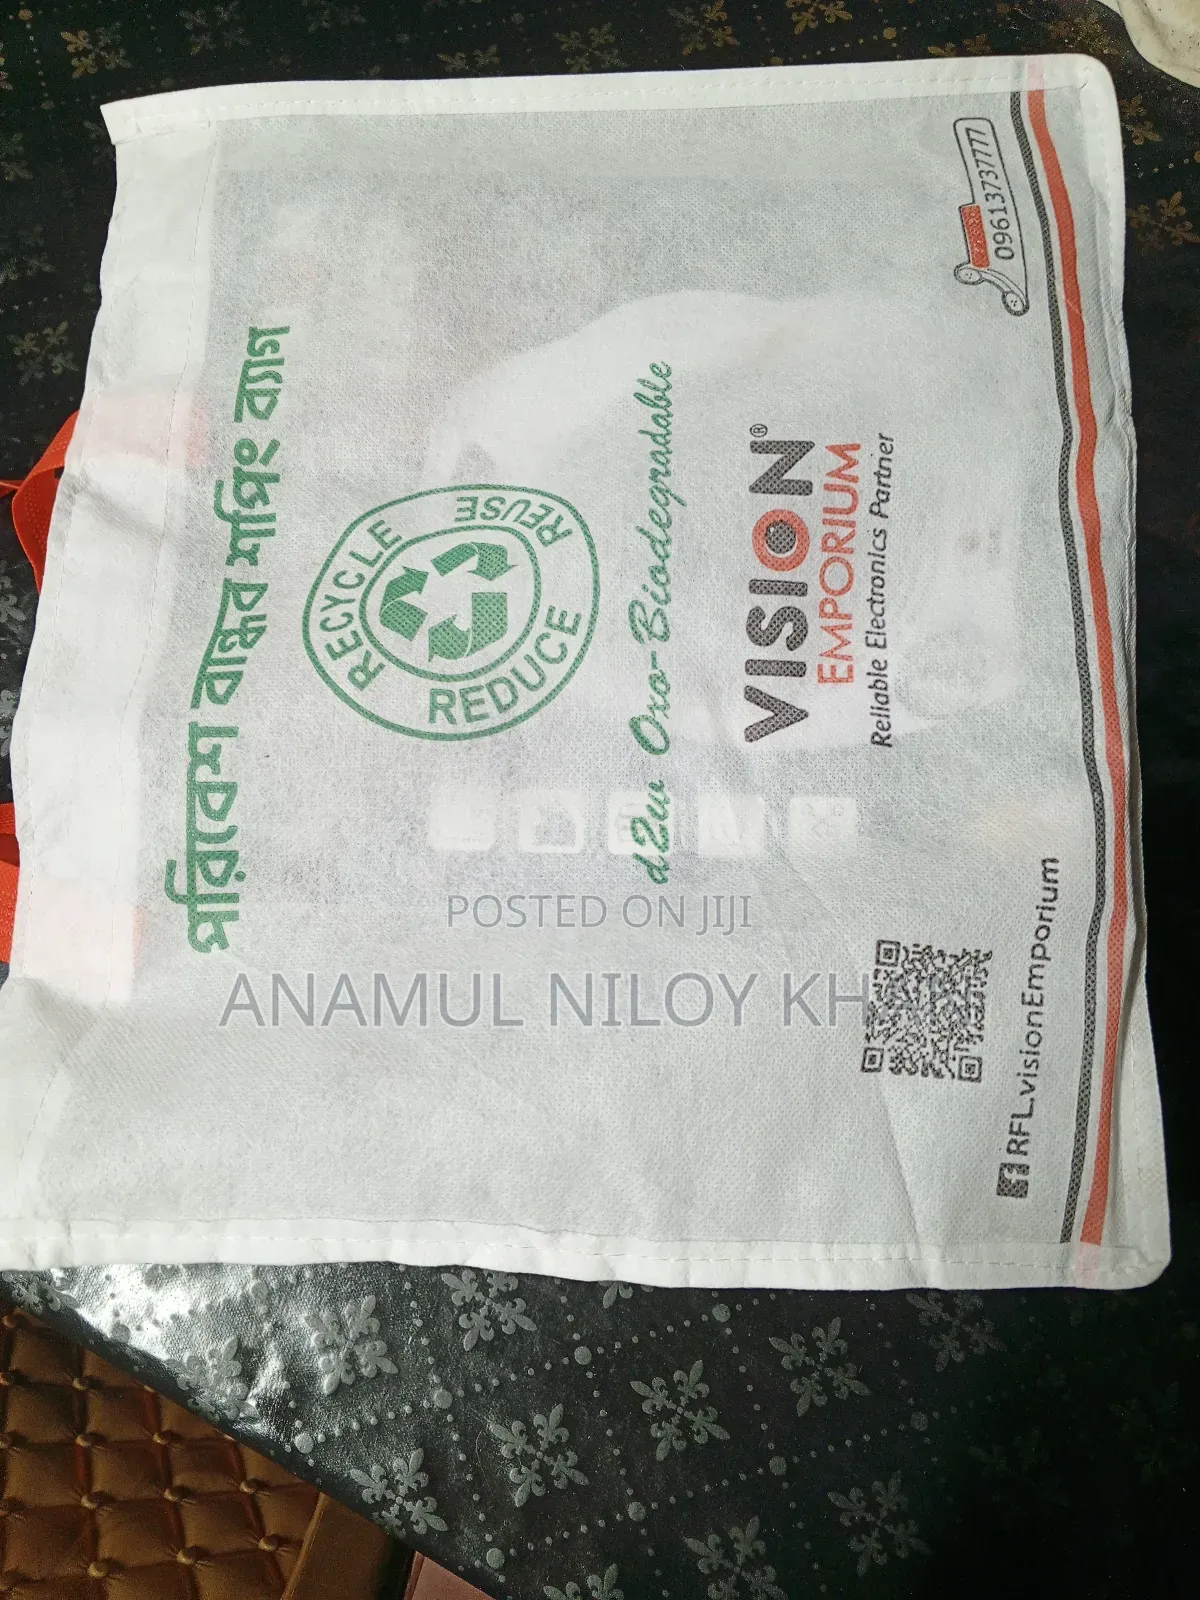 পরিবেশ বান্ধব শপিং ব্যাগ
RECYCLE
REUSE
REUSE
REDUCE
d2w Oxo-Biodegradable
VISION®
EMPORIUM
Reliable Electronics Partner
09613737777
RFL.visionEmporium
POSTED ON JIJI
ANAMUL NILOY KH